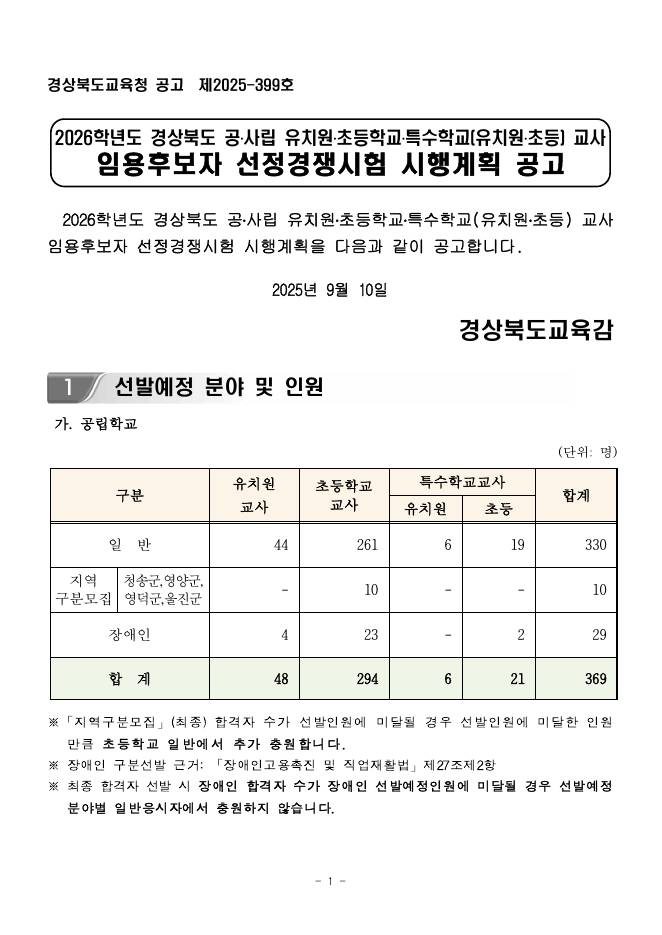 경상북도교육청 공고 제2025-399호
2026학년도 경상북도 공·사립 유치원·초등학교·특수학교(유치원·초등) 교사
임용후보자 선정경쟁시험 시행계획 공고
2026학년도 경상북도 공·사립 유치원·초등학교·특수학교(유치원·초등) 교사
임용후보자 선정경쟁시험 시행계획을 다음과 같이 공고합니다.
2025년 9월 10일
경상북도교육감
1 선발예정 분야 및 인원
가. 공립학교
(단위: 명)
구분 유치원 교사 초등학교 교사 특수학교교사 합계
유치원 초등
일 반 44 261 6 19 330
지역 구분모집 청송군,영양군, 영덕군,울진군 - 10 - - 10
장애인 4 23 - 2 29
합 계 48 294 6 21 369
※「지역구분모집」(최종) 합격자 수가 선발인원에 미달될 경우 선발인원에 미달한 인원
만큼 초등학교 일반에서 추가 충원합니다.
※ 장애인 구분선발 근거: 「장애인고용촉진 및 직업재활법」제27조제2항
※ 최종 합격자 선발 시 장애인 합격자 수가 장애인 선발예정인원에 미달될 경우 선발예정
분야별 일반응시자에서 충원하지 않습니다.
- 1 -